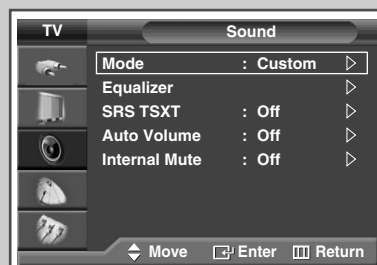 TV Sound
Mode : Custom
Equalizer
SRS TSXT : Off
Auto Volume : Off
Internal Mute : Off
Move Enter Return